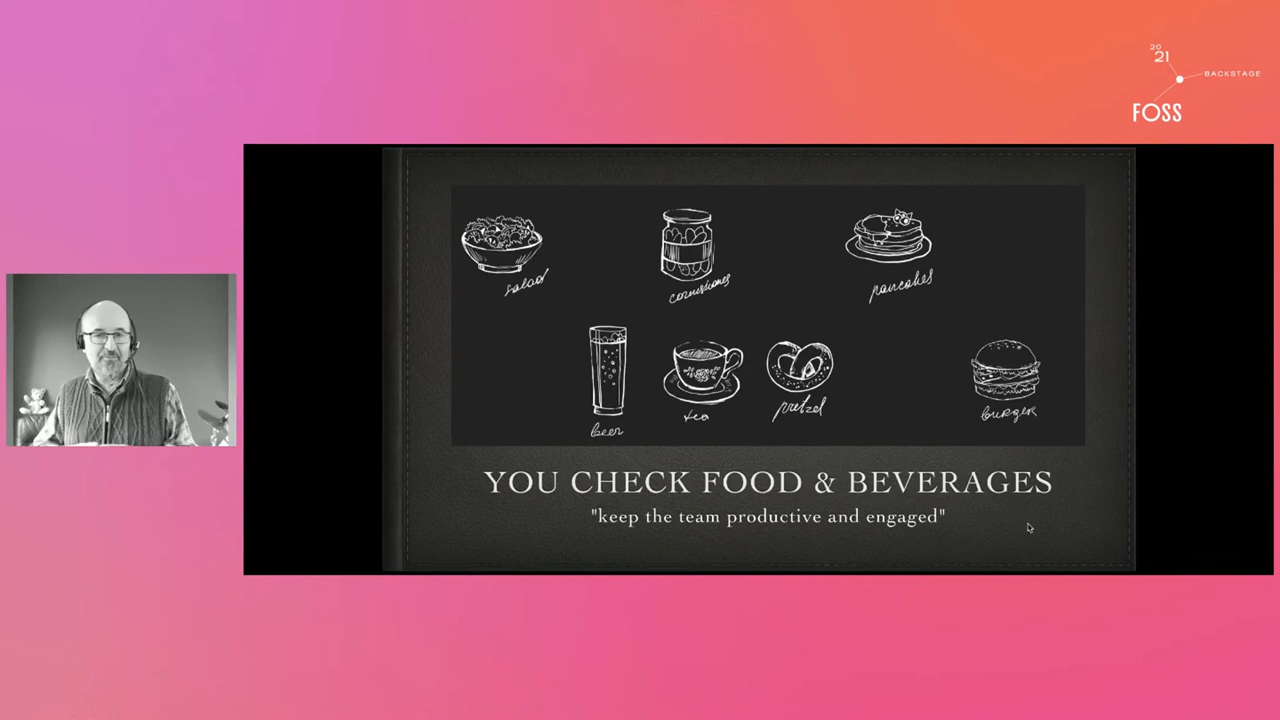 20
21
BACKSTAGE
FOSS
salad
pancakes
beer
tea
pretzel
burger
YOU CHECK FOOD & BEVERAGES
"keep the team productive and engaged"